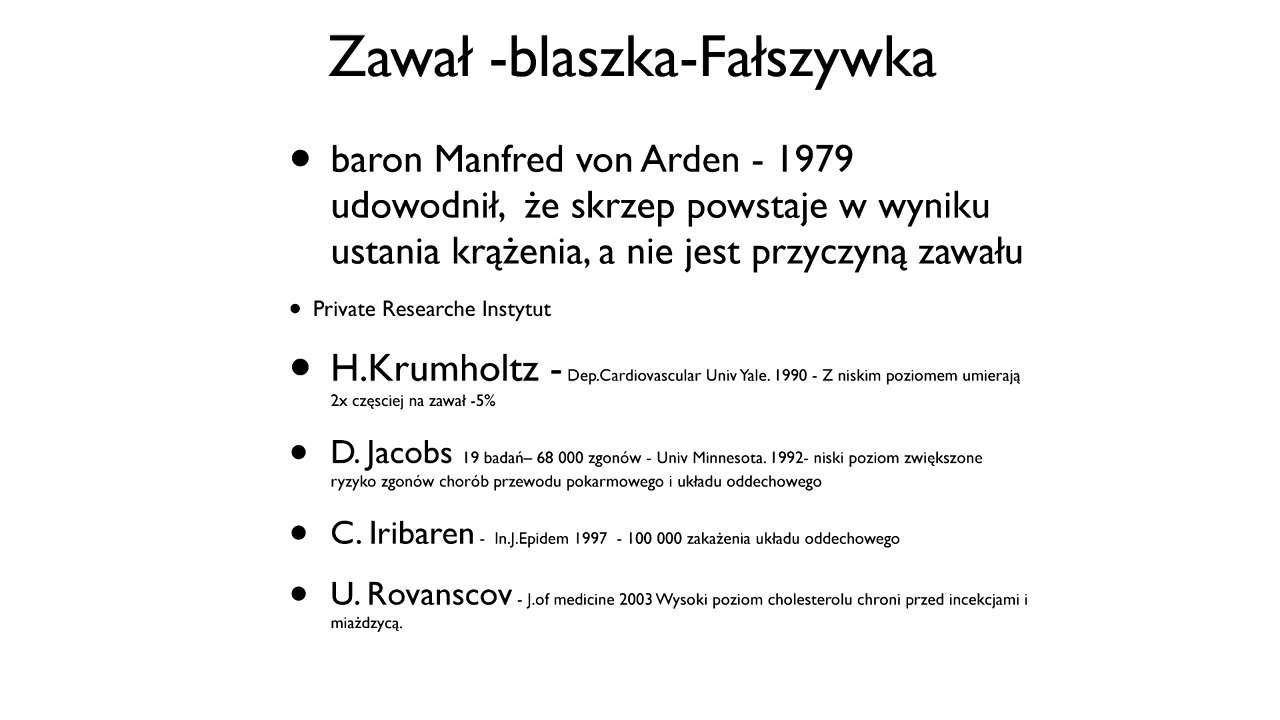 Zawał -blaszka-Fałszywka
• baron Manfred von Arden - 1979
udowodnił, że skrzep powstaje w wyniku
ustania krążenia, a nie jest przyczyną zawału
• Private Researche Instytut
• H.Krumholtz - Dep.Cardiovascular Univ Yale. 1990 - Z niskim poziomem umierają
2x częsciej na zawał -5%
• D. Jacobs 19 badań– 68 000 zgonów - Univ Minnesota. 1992- niski poziom zwiększone
ryzyko zgonów chorób przewodu pokarmowego i układu oddechowego
• C. Iribaren - In.J.Epidem 1997 - 100 000 zakażenia układu oddechowego
• U. Rovanscov - J.of medicine 2003 Wysoki poziom cholesterolu chroni przed incekcjami i
miażdzycą.